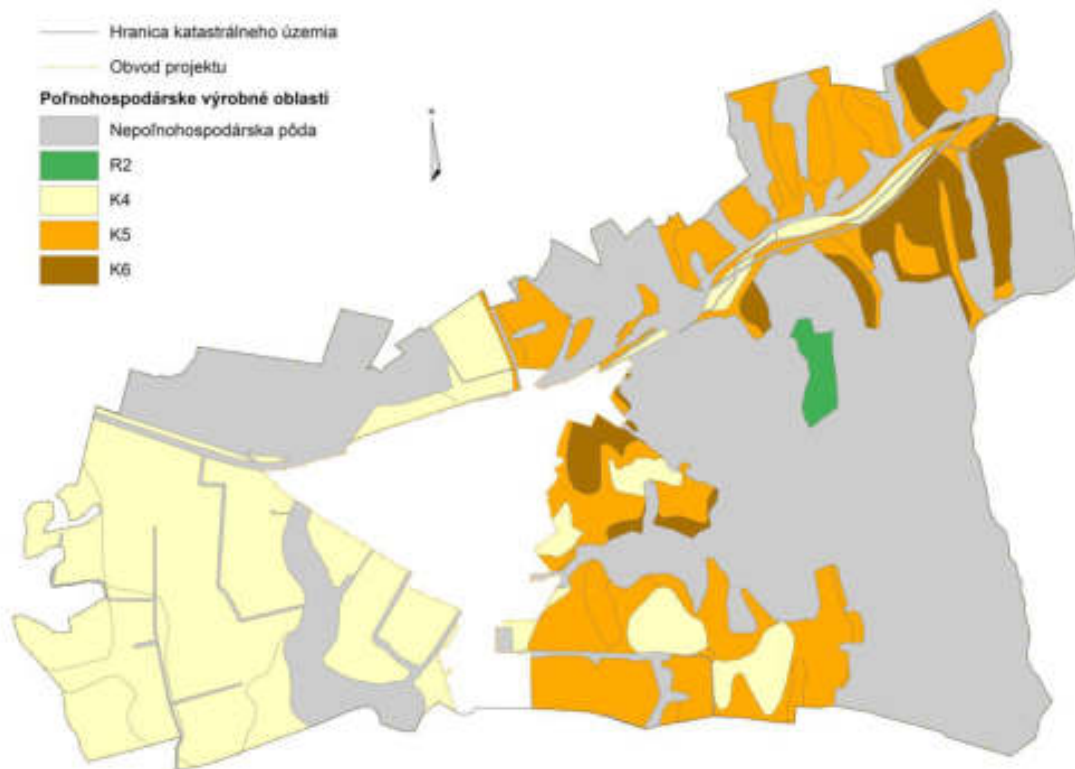 Hranica katastrálneho územia
Obvod projektu
Poľnohospodárske výrobné oblasti
Nepoľnohospodárska pôda
R2
K4
K5
K6